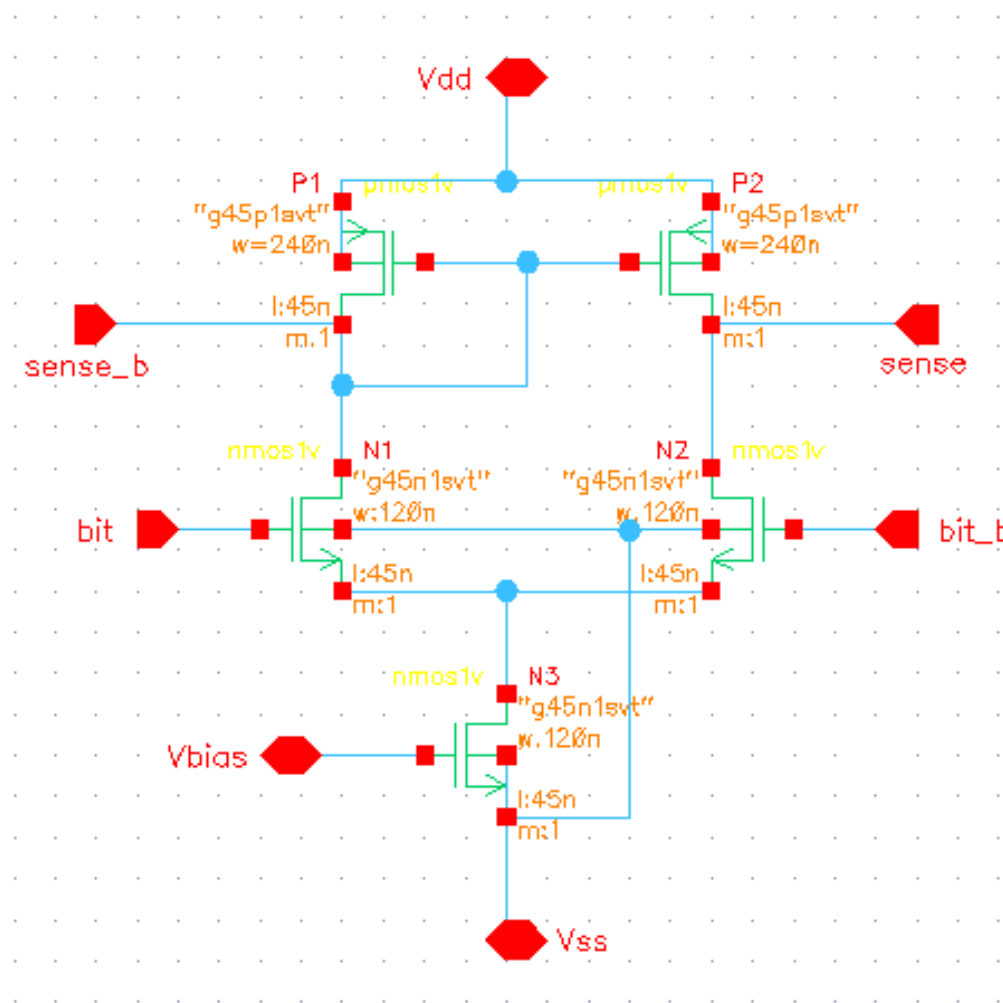 Vdd
P1
pmos1v
pmos1v
P2
"g45p1svt"
"g45p1svt"
w=240n
w=240n
l:45n
l:45n
m:1
m:1
sense_b
sense
nmos1v
N1
N2
nmos1v
"g45n1svt"
"g45n1svt"
w:120n
w:120n
bit
bit_b
l:45n
l:45n
m:1
m:1
nmos1v
N3
"g45n1svt"
w:120n
Vbias
l:45n
m:1
Vss